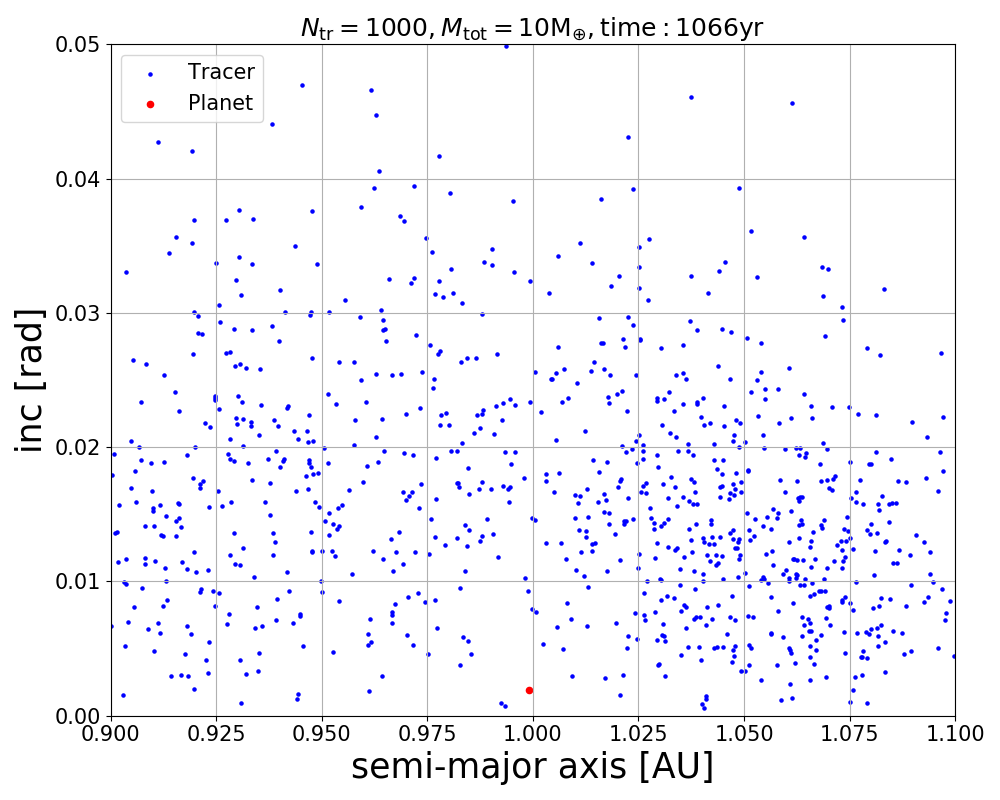 N_tr = 1000, M_tot = 10M_⊕, time : 1066yr
Tracer
Planet
inc [rad]
0.05
0.04
0.03
0.02
0.01
0.00
0.900 0.925 0.950 0.975 1.000 1.025 1.050 1.075 1.100
semi-major axis [AU]